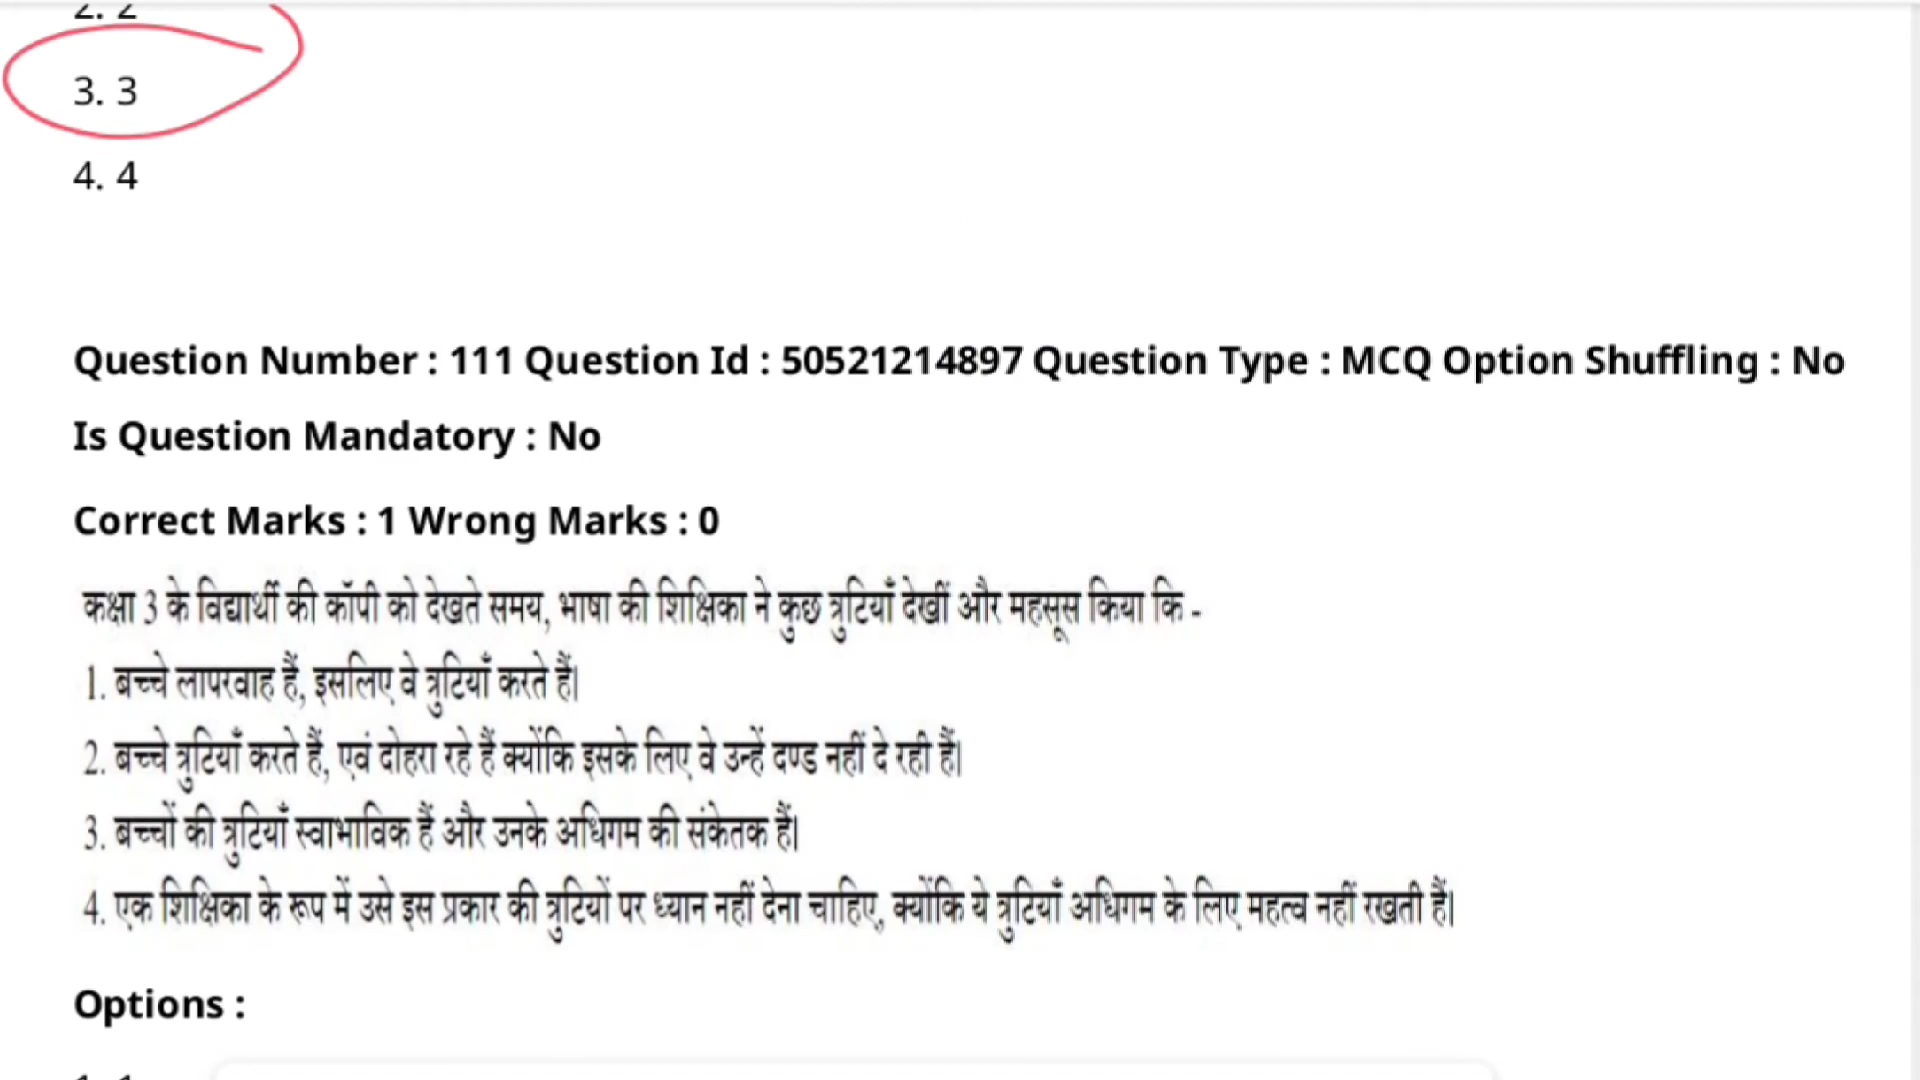 2. 2
3. 3
4. 4
Question Number : 111 Question Id : 50521214897 Question Type : MCQ Option Shuffling : No
Is Question Mandatory : No
Correct Marks : 1 Wrong Marks : 0
कक्षा 3 के विद्यार्थी की कॉपी को देखते समय, भाषा की शिक्षिका ने कुछ त्रुटियाँ देखीं और महसूस किया कि -
1. बच्चे लापरवाह हैं, इसलिए वे त्रुटियाँ करते हैं।
2. बच्चे त्रुटियाँ करते हैं, एवं दोहरा रहे हैं क्योंकि इसके लिए वे उन्हें दण्ड नहीं दे रही हैं।
3. बच्चों की त्रुटियाँ स्वाभाविक हैं और उनके अधिगम की संकेतक हैं।
4. एक शिक्षिका के रूप में उसे इस प्रकार की त्रुटियों पर ध्यान नहीं देना चाहिए, क्योंकि ये त्रुटियाँ अधिगम के लिए महत्व नहीं रखती हैं।
Options :